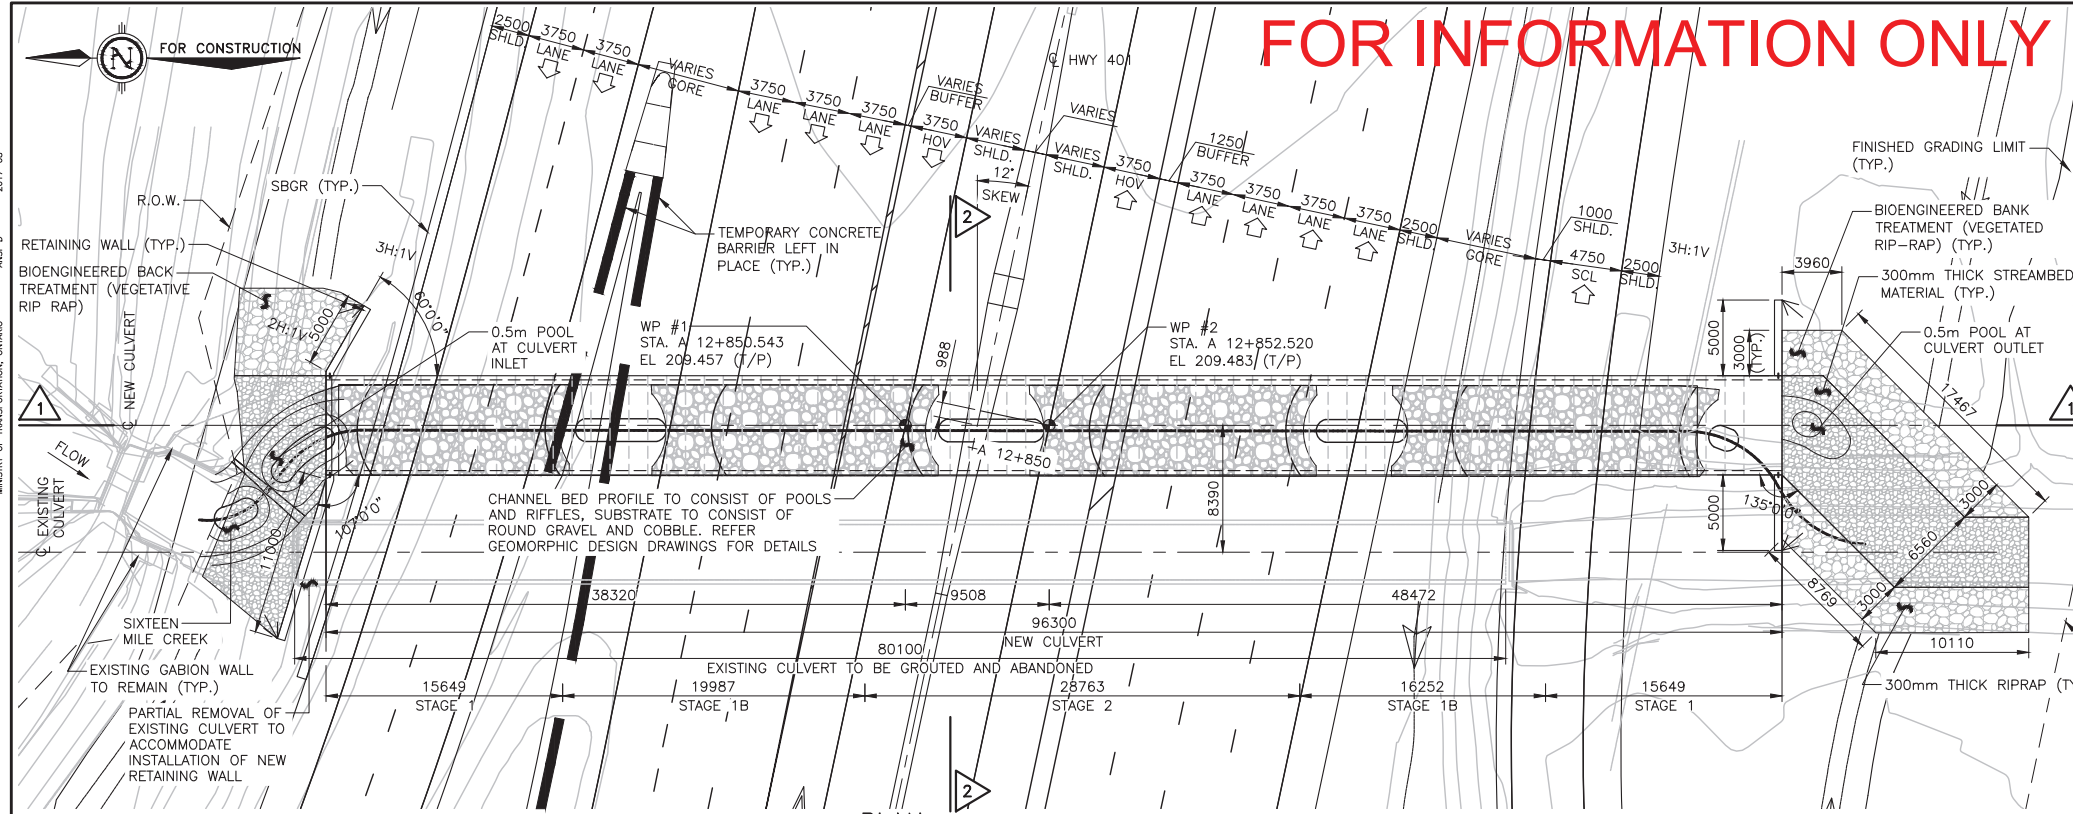 FOR INFORMATION ONLY
N
FOR CONSTRUCTION
2500
SHLD.
3750
LANE
3750
LANE
VARIES
GORE
3750
LANE
3750
LANE
3750
LANE
VARIES
BUFFER
3750
HOV
VARIES
SHLD.
℄ HWY 401
VARIES
VARIES
SHLD.
3750
HOV
1250
BUFFER
3750
LANE
3750
LANE
3750
LANE
3750
LANE
2500
SHLD.
VARIES
GORE
1000
SHLD.
4750
SCL
2500
SHLD.
3H:1V
12°
SKEW
2
FINISHED GRADING LIMIT
(TYP.)
BIOENGINEERED BANK
TREATMENT (VEGETATED
RIP-RAP) (TYP.)
300mm THICK STREAMBED
MATERIAL (TYP.)
0.5m POOL AT
CULVERT OUTLET
3960
5000
3000
(TYP.)
17467
1
R.O.W.
SBGR (TYP.)
RETAINING WALL (TYP.)
BIOENGINEERED BACK
TREATMENT (VEGETATIVE
RIP RAP)
3H:1V
2H:1V
5000
60°0'0"
TEMPORARY CONCRETE
BARRIER LEFT IN
PLACE (TYP.)
0.5m POOL
AT CULVERT
INLET
WP #1
STA. A 12+850.543
EL 209.457 (T/P)
988
WP #2
STA. A 12+852.520
EL 209.483 (T/P)
1
℄ NEW CULVERT
FLOW
℄ EXISTING
CULVERT
A 12+850
8390
107°0'0"
11000
CHANNEL BED PROFILE TO CONSIST OF POOLS
AND RIFFLES, SUBSTRATE TO CONSIST OF
ROUND GRAVEL AND COBBLE. REFER
GEOMORPHIC DESIGN DRAWINGS FOR DETAILS
5000
135°0'0"
3000
6560
3000
8769
10110
300mm THICK RIPRAP
38320
9508
48472
96300
NEW CULVERT
80100
EXISTING CULVERT TO BE GROUTED AND ABANDONED
15649
STAGE 1
19987
STAGE 1B
28763
STAGE 2
16252
STAGE 1B
15649
STAGE 1
SIXTEEN
MILE CREEK
EXISTING GABION WALL
TO REMAIN (TYP.)
PARTIAL REMOVAL OF
EXISTING CULVERT TO
ACCOMMODATE
INSTALLATION OF NEW
RETAINING WALL
2